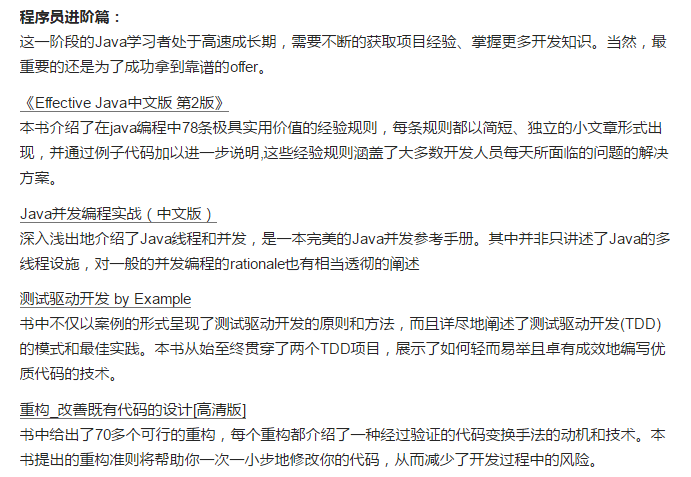 程序员进阶篇：
这一阶段的Java学习者处于高速成长期，需要不断的获取项目经验、掌握更多开发知识。当然，最
重要的还是为了成功拿到靠谱的offer。
《Effective Java中文版 第2版》
本书介绍了在java编程中78条极具实用价值的经验规则，每条规则都以简短、独立的小文章形式出
现，并通过例子代码加以进一步说明,这些经验规则涵盖了大多数开发人员每天所面临的问题的解决
方案。
Java并发编程实战（中文版）
深入浅出地介绍了Java线程和并发，是一本完美的Java并发参考手册。其中并非只讲述了Java的多
线程设施，对一般的并发编程的rationale也有相当透彻的阐述
测试驱动开发 by Example
书中不仅以案例的形式呈现了测试驱动开发的原则和方法，而且详尽地阐述了测试驱动开发(TDD)
的模式和最佳实践。本书从始至终贯穿了两个TDD项目，展示了如何轻而易举且卓有成效地编写优
质代码的技术。
重构_改善既有代码的设计[高清版]
书中给出了70多个可行的重构，每个重构都介绍了一种经过验证的代码变换手法的动机和技术。本
书提出的重构准则将帮助你一次一小步地修改你的代码，从而减少了开发过程中的风险。